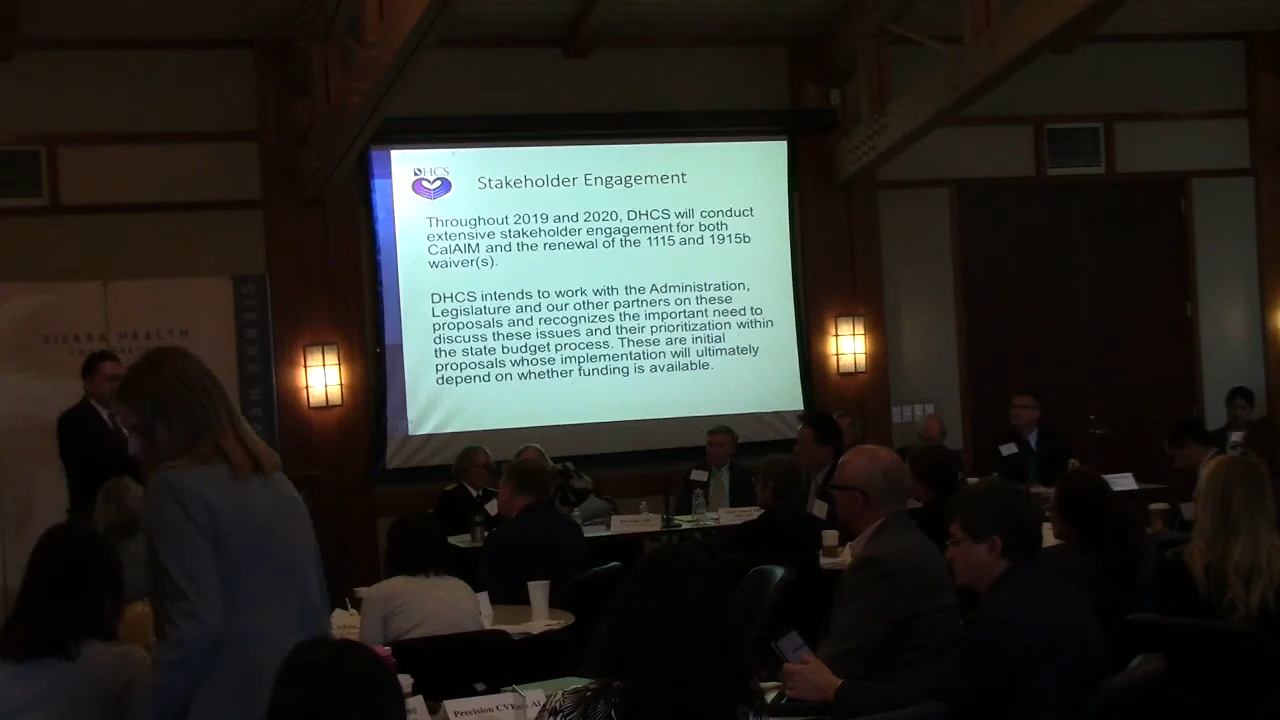 DHCS
Stakeholder Engagement
Throughout 2019 and 2020, DHCS will conduct
extensive stakeholder engagement for both
CalAIM and the renewal of the 1115 and 1915b
waiver(s).
DHCS intends to work with the Administration,
Legislature and our other partners on these
proposals and recognizes the important need to
discuss these issues and their prioritization within
the state budget process. These are initial
proposals whose implementation will ultimately
depend on whether funding is available.
SIERRA HEALTH
SIERRA HEA
Precision